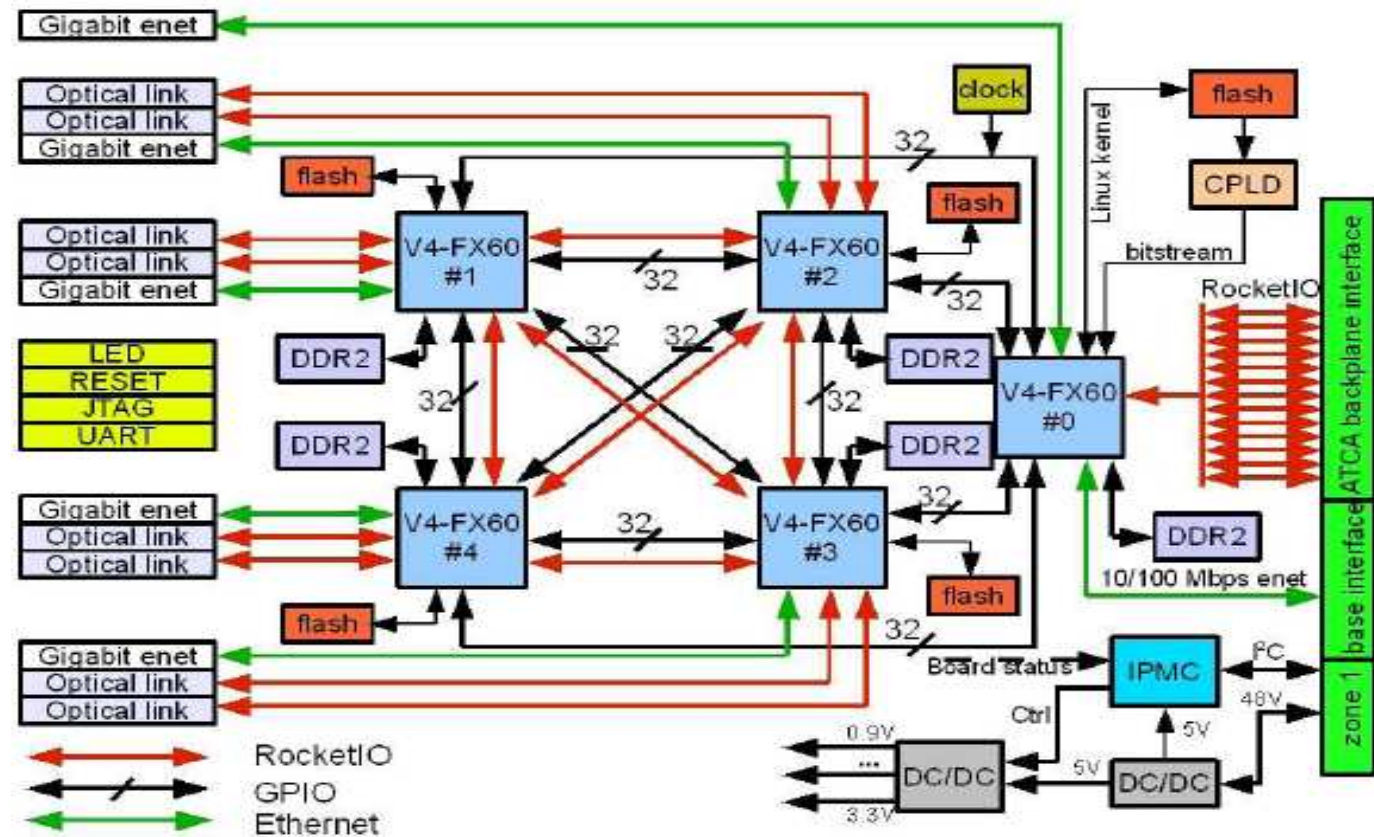 Gigabit enet
Optical link
Optical link
Gigabit enet
clock
flash
Linux kernel
32
flash
flash
CPLD
Optical link
Optical link
Gigabit enet
V4-FX60
#1
32
V4-FX60
#2
32
bitstream
RocketIO
ATCA backplane interface
LED
RESET
JTAG
UART
DDR2
32
32
DDR2
V4-FX60
#0
32
32
DDR2
DDR2
Gigabit enet
Optical link
Optical link
V4-FX60
#4
32
V4-FX60
#3
32
DDR2
10/100 Mbps enet
base interface
flash
flash
32
Gigabit enet
Optical link
Optical link
Board status
IPMC
I²C
zone 1
Ctrl
48V
5V
0.9V
...
3.3V
DC/DC
5V
DC/DC
RocketIO
GPIO
Ethernet